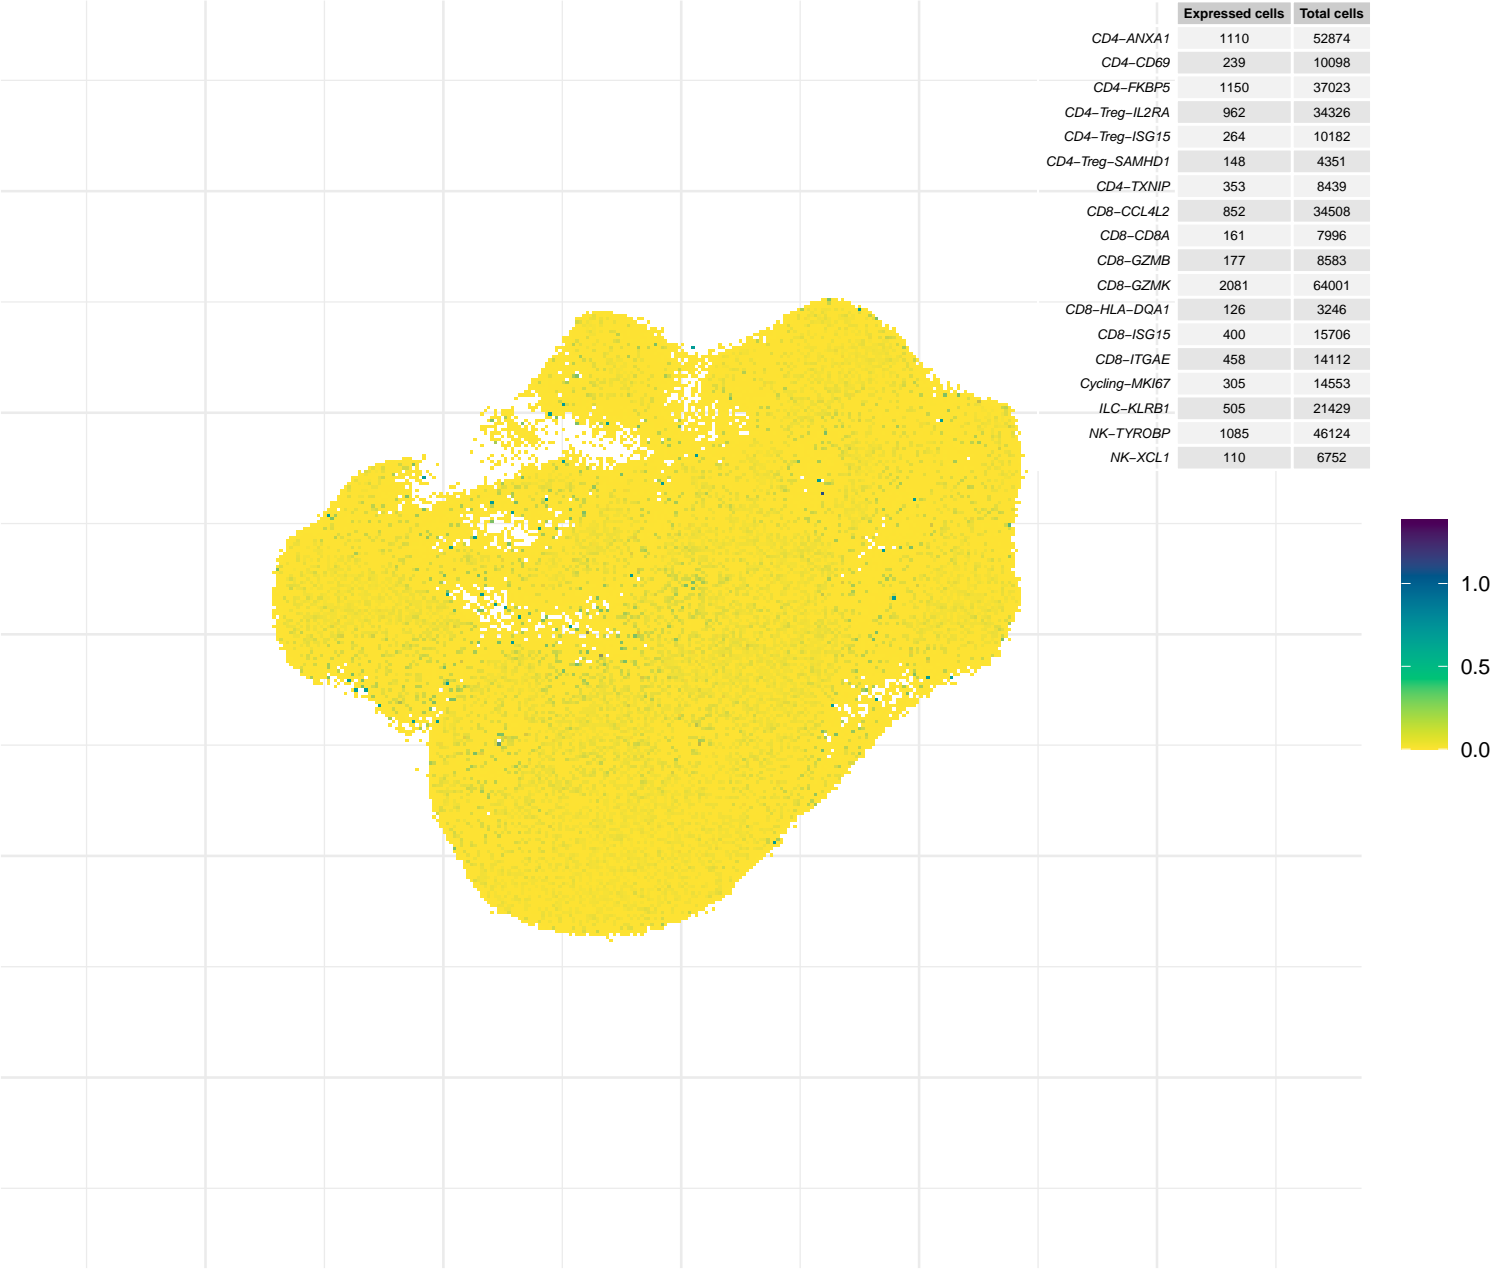 Expressed cells Total cells
CD4−ANXA1 1110 52874
CD4−CD69 239 10098
CD4−FKBP5 1150 37023
CD4−Treg−IL2RA 962 34326
CD4−Treg−ISG15 264 10182
CD4−Treg−SAMHD1 148 4351
CD4−TXNIP 353 8439
CD8−CCL4L2 852 34508
CD8−CD8A 161 7996
CD8−GZMB 177 8583
CD8−GZMK 2081 64001
CD8−HLA−DQA1 126 3246
CD8−ISG15 400 15706
CD8−ITGAE 458 14112
Cycling−MKI67 305 14553
ILC−KLRB1 505 21429
NK−TYROBP 1085 46124
NK−XCL1 110 6752
1.0
0.5
0.0